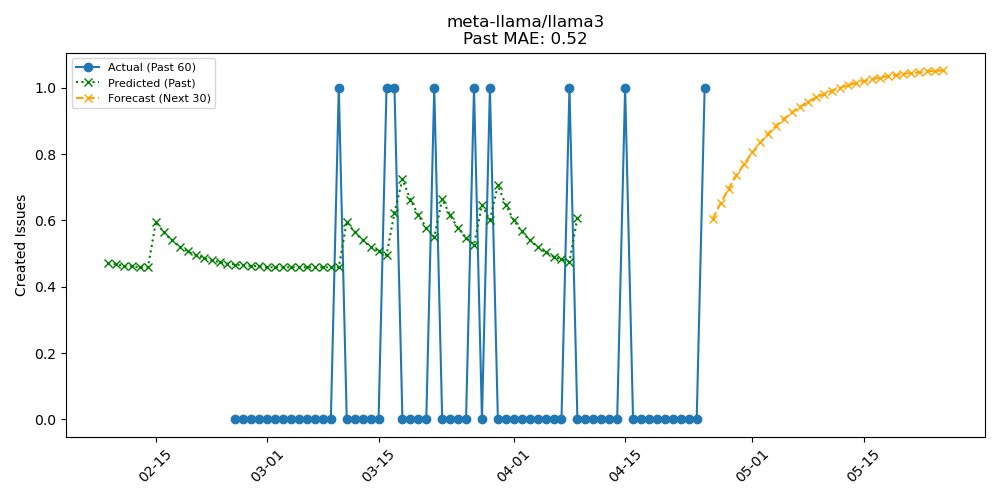 meta-llama/llama3
Past MAE: 0.52
Actual (Past 60)
Predicted (Past)
Forecast (Next 30)
Created Issues
1.0
0.8
0.6
0.4
0.2
0.0
02-15
03-01
03-15
04-01
04-15
05-01
05-15